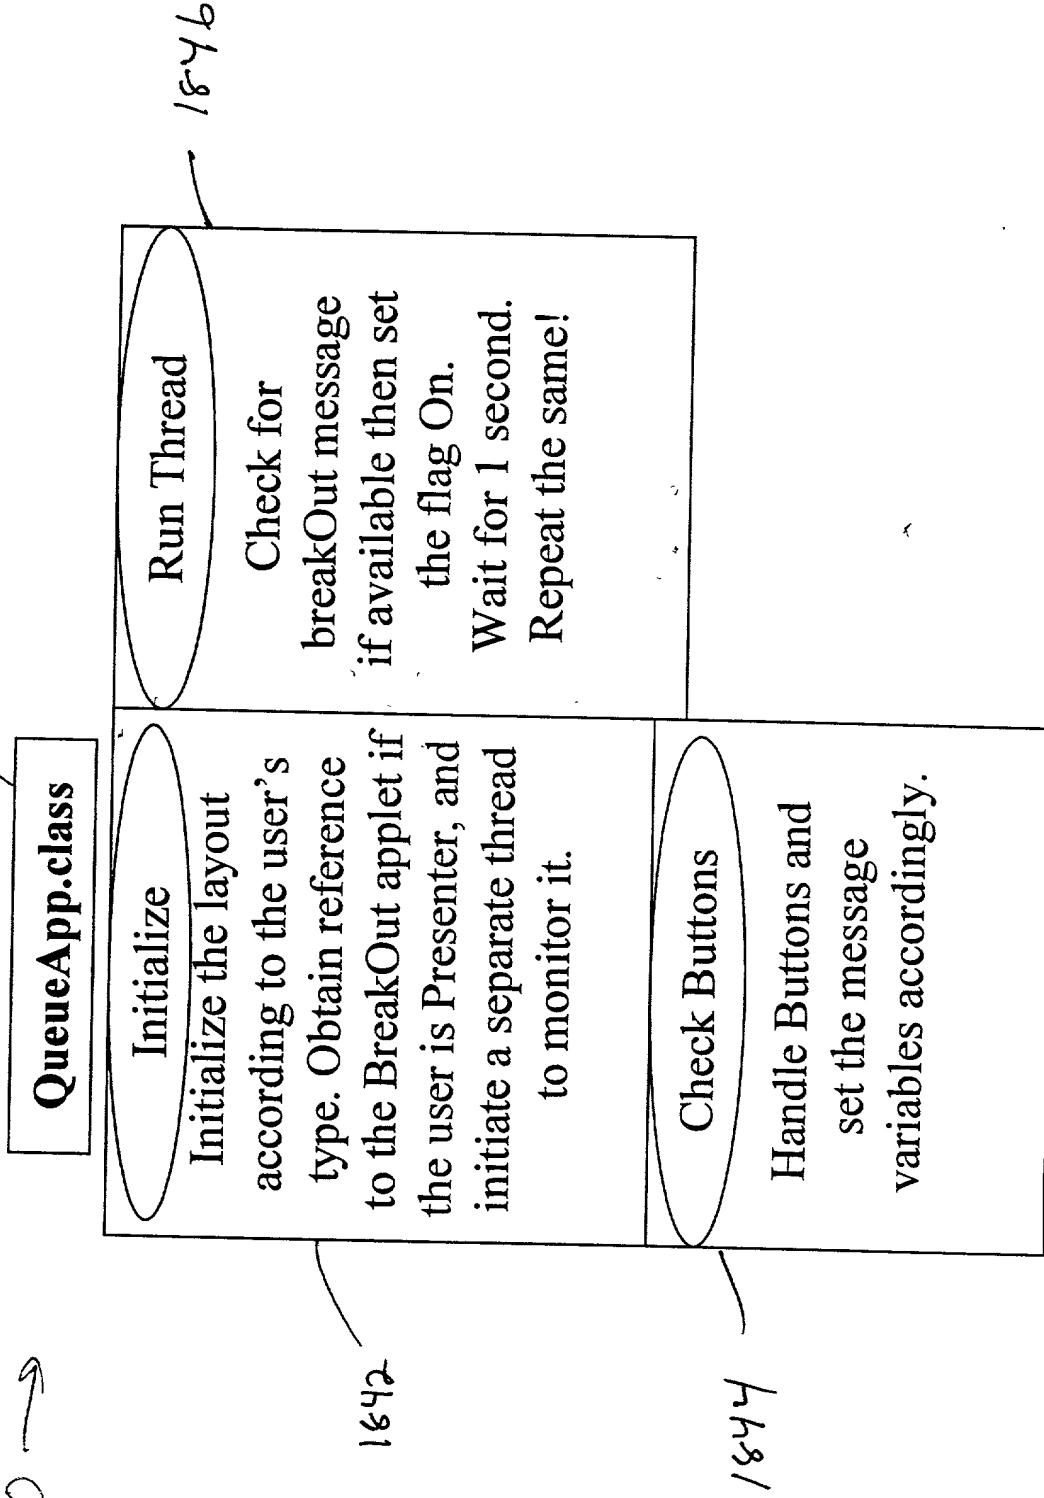 QueueApp.class
Initialize
Initialize the layout
according to the user's
type. Obtain reference
to the BreakOut applet if
the user is Presenter, and
initiate a separate thread
to monitor it.
1842
Run Thread
Check for
breakOut message
if available then set
the flag On.
Wait for 1 second.
Repeat the same!
1846
Check Buttons
Handle Buttons and
set the message
variables accordingly.
1844